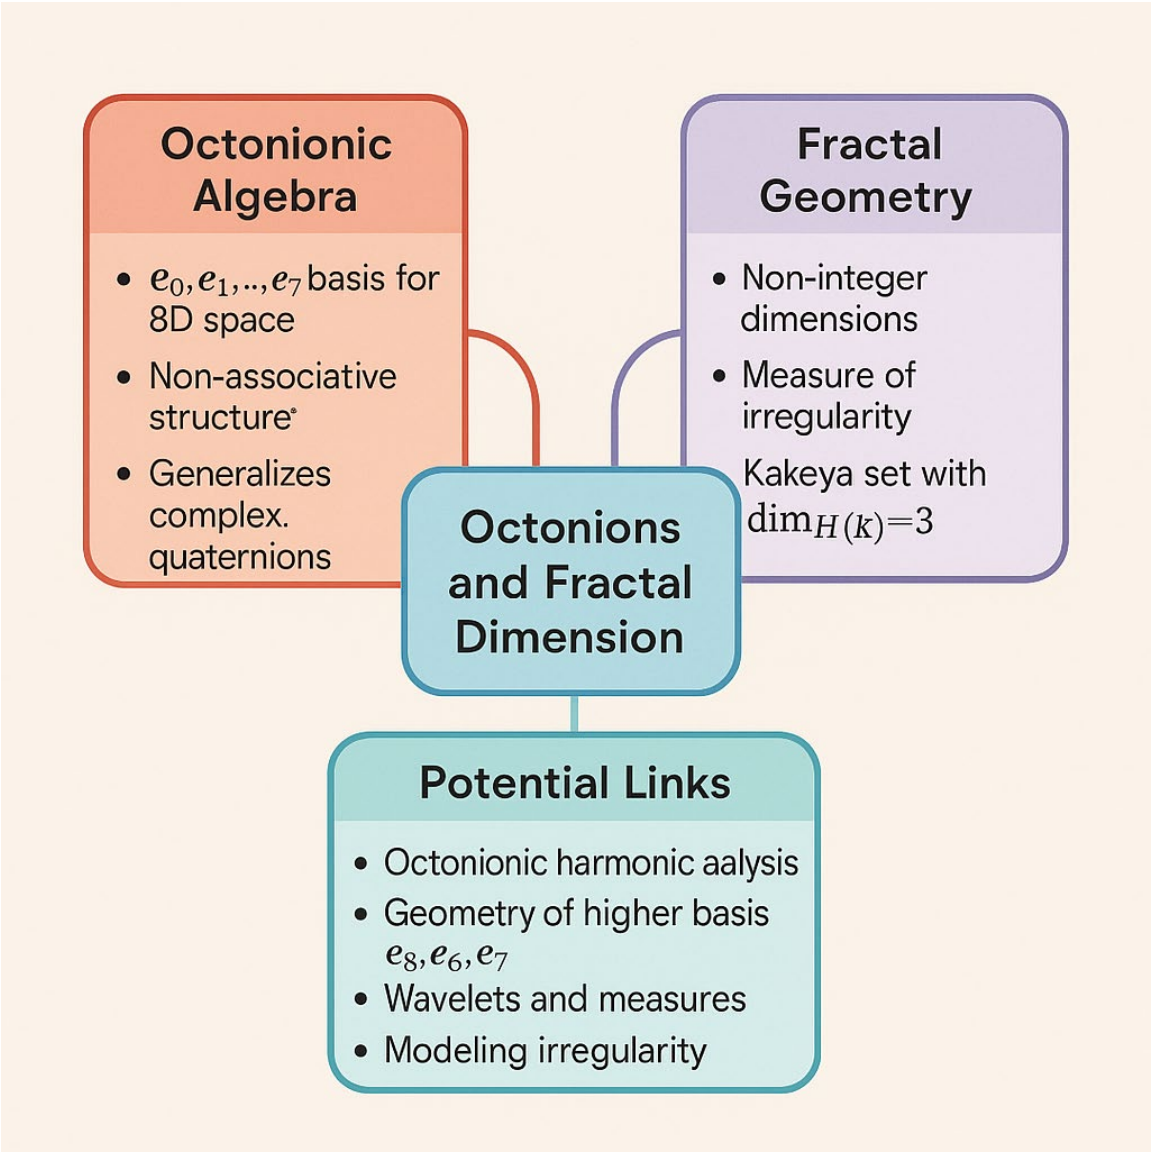 Octonionic
Algebra
• e₀, e₁,.., e₇ basis for
8D space
• Non-associative
structure•
• Generalizes
complex.
quaternions
Fractal
Geometry
• Non-integer
dimensions
• Measure of
irregularity
Kakeya set with
dim_H(k)=3
Octonions
and Fractal
Dimension
Potential Links
• Octonionic harmonic aalysis
• Geometry of higher basis
e₈, e₆, e₇
• Wavelets and measures
• Modeling irregularity